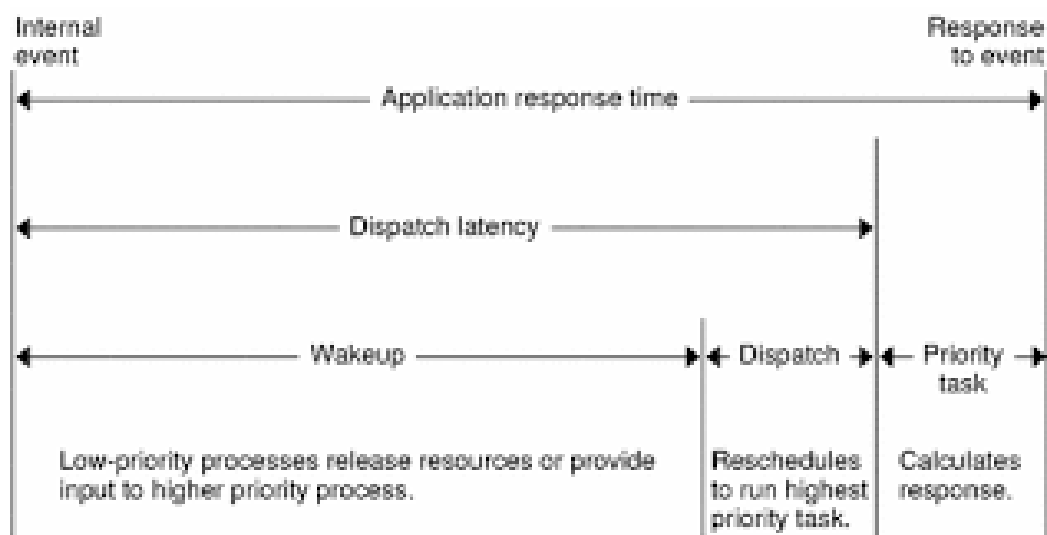 Internal
event
Response
to event
Application response time
Dispatch latency
Wakeup
Dispatch
Priority
task
Low-priority processes release resources or provide
input to higher priority process.
Reschedules
to run highest
priority task.
Calculates
response.